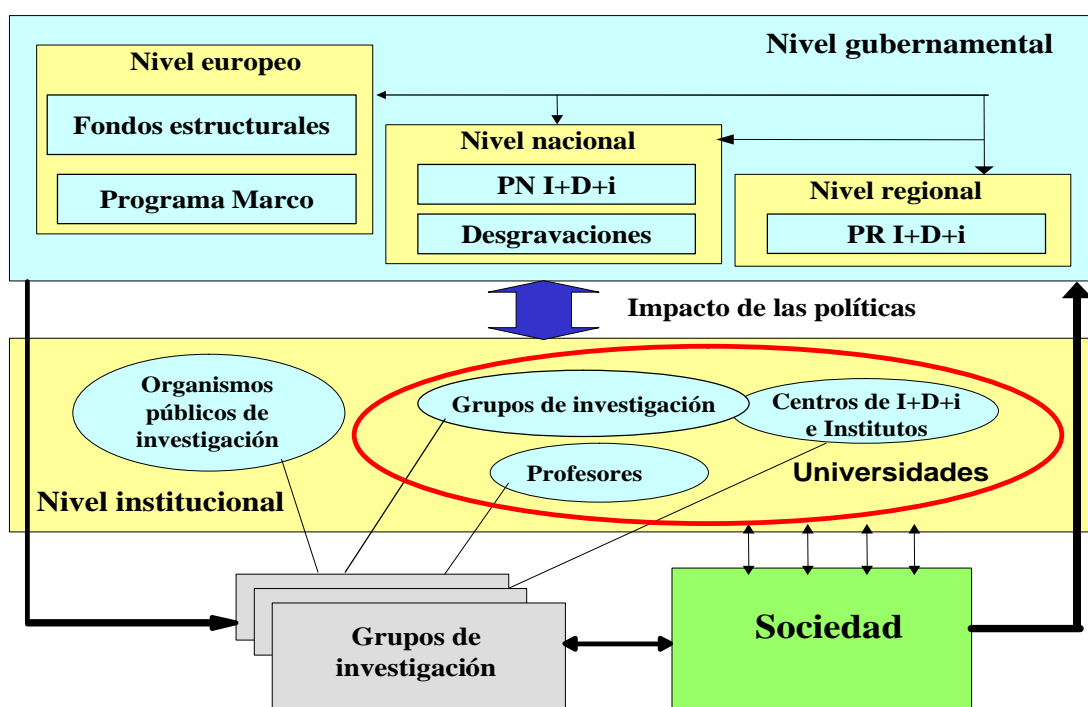 Nivel gubernamental
Nivel europeo
Fondos estructurales
Programa Marco
Nivel nacional
PN I+D+i
Desgravaciones
Nivel regional
PR I+D+i
Impacto de las políticas
Organismos
públicos de
investigación
Grupos de investigación
Centros de I+D+i
e Institutos
Profesores
Universidades
Nivel institucional
Grupos de
investigación
Sociedad